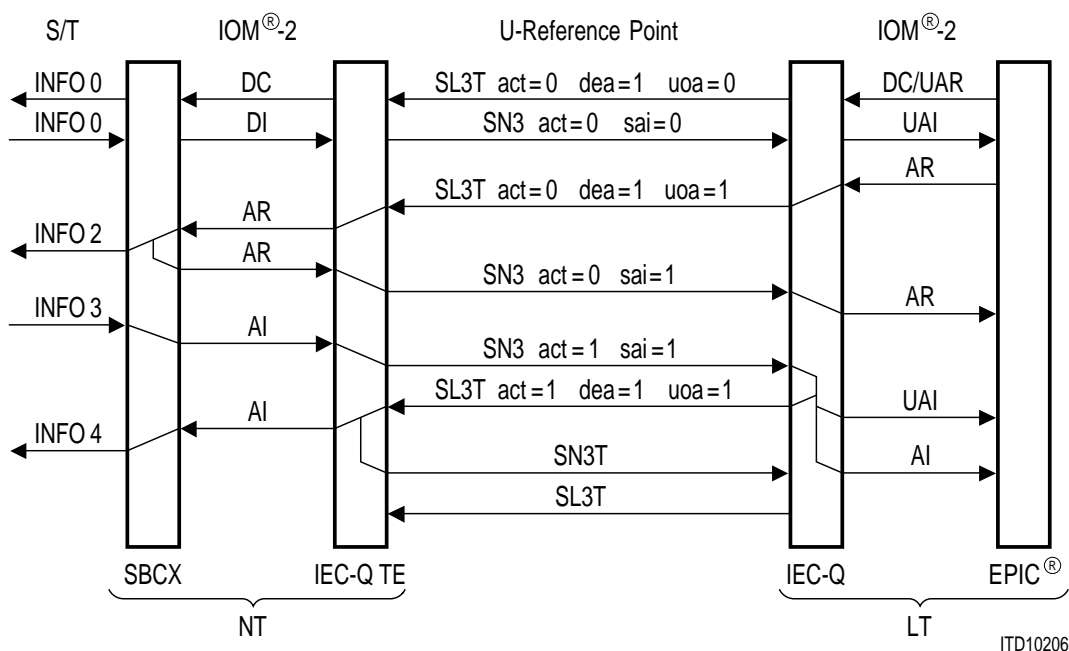 S/T IOM®-2 U-Reference Point IOM®-2
INFO 0 DC SL3T act=0 dea=1 uoa=0 DC/UAR
INFO 0 DI SN3 act=0 sai=0 UAI
AR
SL3T act=0 dea=1 uoa=1
AR
INFO 2
AR
SN3 act=0 sai=1
AR
INFO 3
AI
SN3 act=1 sai=1
SL3T act=1 dea=1 uoa=1
UAI
AI
INFO 4
SN3T AI
SL3T
SBCX IEC-Q TE IEC-Q EPIC®
NT LT
ITD10206